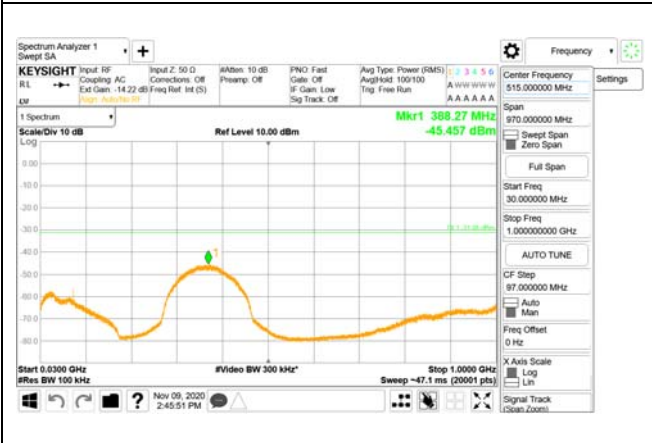 Spectrum Analyzer 1
Swept SA
Frequency
KEYSIGHT
RL
Input: RF
Coupling: AC
Ext Gain: -14.22 dB
Align: Auto/No RF
Input Z: 50 Ω
Corrections: Off
Freq Ref: Int (S)
#Atten: 10 dB
Preamp: Off
PNO: Fast
Gate: Off
IF Gain: Low
Sig Track: Off
Avg Type: Power (RMS)
Avg|Hold: 100/100
Trig: Free Run
1 2 3 4 5 6
A W W W W W
A A A A A A
Center Frequency
515.000000 MHz
Settings
1 Spectrum
Scale/Div 10 dB
Ref Level 10.00 dBm
Mkr1 388.27 MHz
-45.457 dBm
Log
0.00
-10.0
-20.0
-30.0
-40.0
-50.0
-60.0
-70.0
-80.0
1
Start 0.0300 GHz
#Res BW 100 kHz
#Video BW 300 kHz*
Stop 1.0000 GHz
Sweep ~47.1 ms (20001 pts)
Span
970.000000 MHz
Swept Span
Zero Span
Full Span
Start Freq
30.000000 MHz
Stop Freq
1.000000000 GHz
AUTO TUNE
CF Step
97.000000 MHz
Auto
Man
Freq Offset
0 Hz
X Axis Scale
Log
Lin
Signal Track
(Span Zoom)
?
Nov 09, 2020
2:45:51 PM